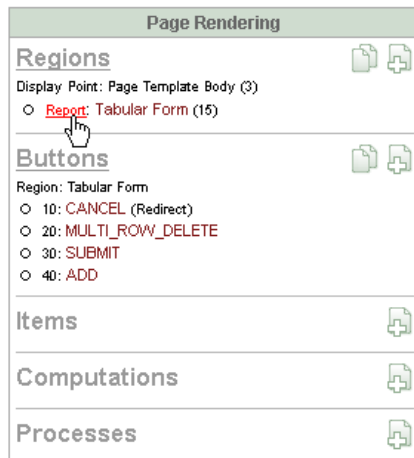 Page Rendering
Regions
Display Point: Page Template Body (3)
Report: Tabular Form (15)
Buttons
Region: Tabular Form
10: CANCEL (Redirect)
20: MULTI_ROW_DELETE
30: SUBMIT
40: ADD
Items
Computations
Processes